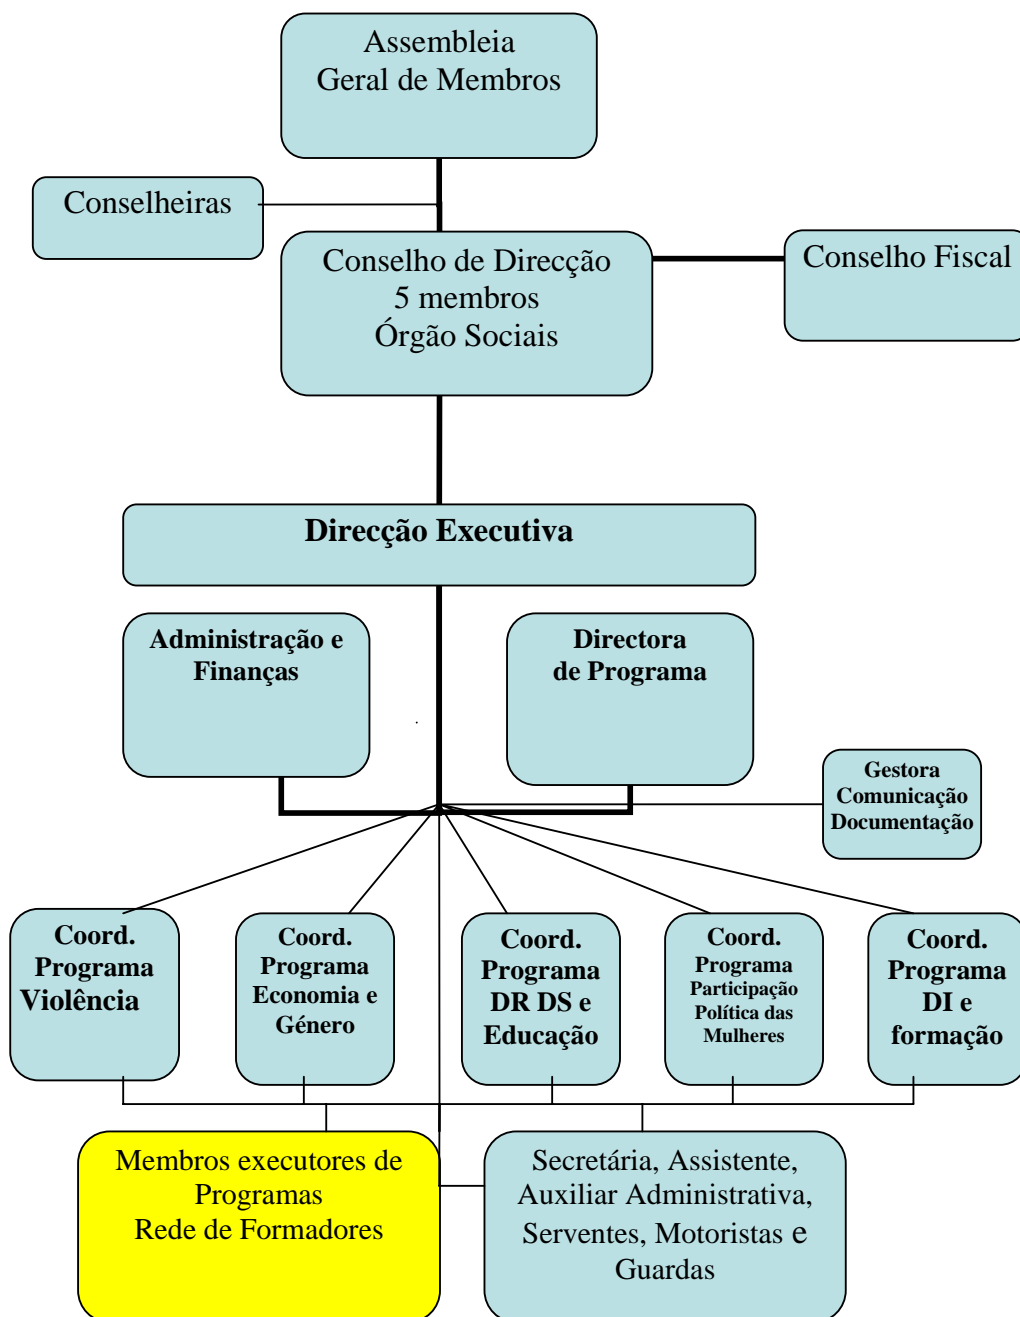 Assembleia
Geral de Membros
Conselheiras
Conselho de Direcção
5 membros
Órgão Sociais
Conselho Fiscal
Direcção Executiva
Administração e
Finanças
Directora
de Programa
Gestora
Comunicação
Documentação
Coord.
Programa
Violência
Coord.
Programa
Economia e
Género
Coord.
Programa
DR DS e
Educação
Coord.
Programa
Participação
Política das
Mulheres
Coord.
Programa
DI e
formação
Membros executores de
Programas
Rede de Formadores
Secretária, Assistente,
Auxiliar Administrativa,
Serventes, Motoristas e
Guardas